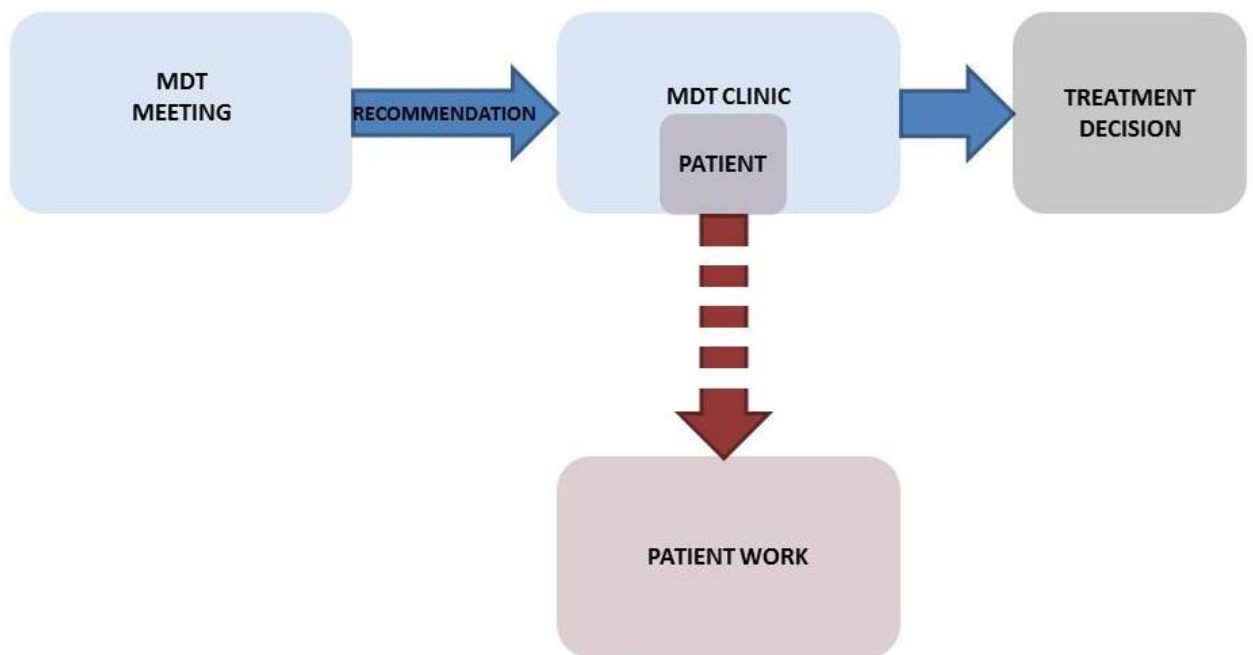 MDT
MEETING
RECOMMENDATION
MDT CLINIC
PATIENT
TREATMENT
DECISION
PATIENT WORK